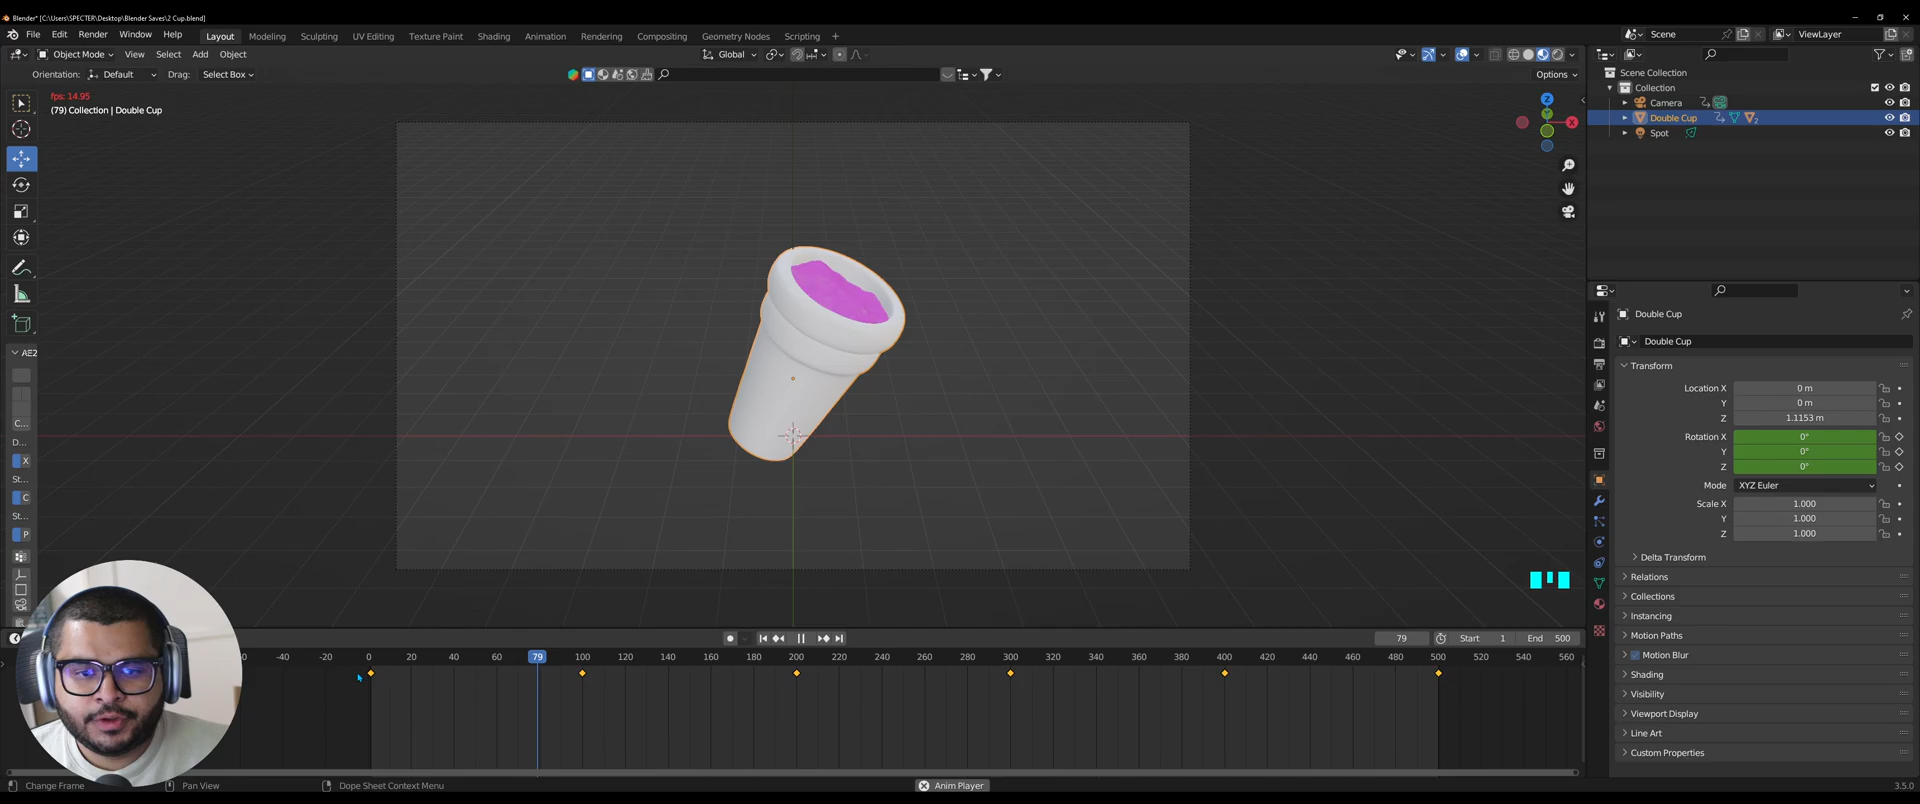 Blender* [C:\Users\SPECTER\Desktop\Blender Saves\2 Cup.blend]
File Edit Render Window Help Layout Modeling Sculpting UV Editing Texture Paint Shading Animation Rendering Compositing Geometry Nodes Scripting + Scene ViewLayer
Object Mode View Select Add Object Global
Orientation: Default Drag: Select Box Options
fps: 14.95
(79) Collection | Double Cup
Z
X
Scene Collection
Collection
Camera
Double Cup 2
Spot
Double Cup
Double Cup
Transform
Location X 0 m
Y 0 m
Z 1.1153 m
Rotation X 0°
Y 0°
Z 0°
Mode XYZ Euler
Scale X 1.000
Y 1.000
Z 1.000
Delta Transform
Relations
Collections
Instancing
Motion Paths
Motion Blur
Shading
Visibility
Viewport Display
Line Art
Custom Properties
AE2
C...
D...
X
St...
C
St...
P
79 Start 1 End 500
-40 -20 0 20 40 60 79 100 120 140 160 180 200 220 240 260 280 300 320 340 360 380 400 420 440 460 480 500 520 540 560
Change Frame Pan View Dope Sheet Context Menu Anim Player 3.5.0